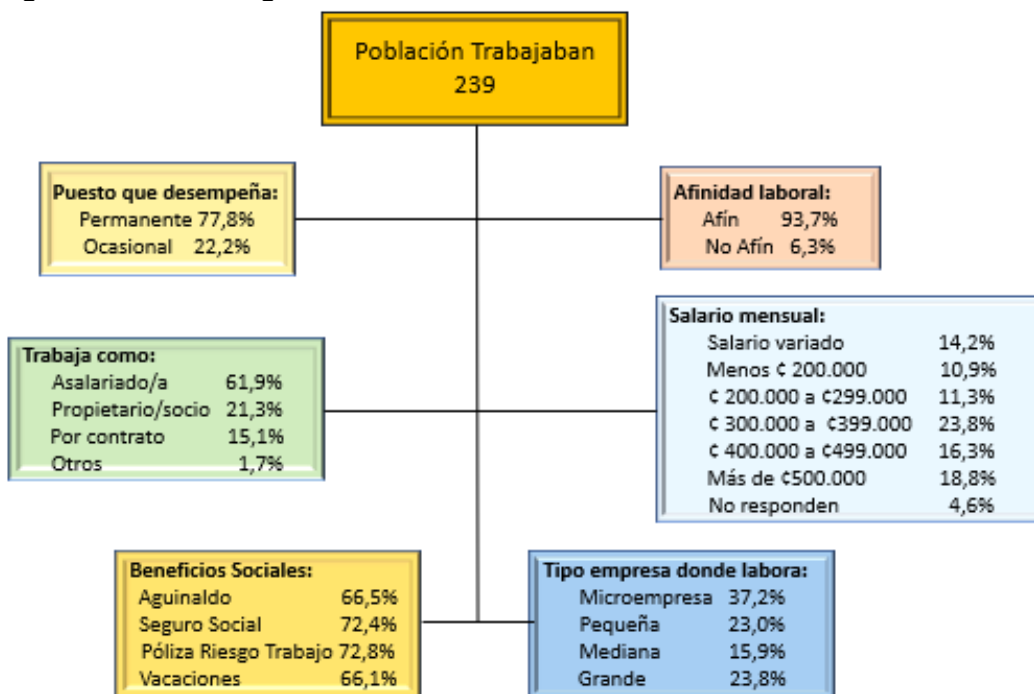 Población Trabajaban
239
Puesto que desempeña:
Permanente 77,8%
Ocasional 22,2%
Afinidad laboral:
Afín 93,7%
No Afín 6,3%
Trabaja como:
Asalariado/a 61,9%
Propietario/socio 21,3%
Por contrato 15,1%
Otros 1,7%
Salario mensual:
Salario variado 14,2%
Menos ¢ 200.000 10,9%
¢ 200.000 a ¢299.000 11,3%
¢ 300.000 a ¢399.000 23,8%
¢ 400.000 a ¢499.000 16,3%
Más de ¢500.000 18,8%
No responden 4,6%
Beneficios Sociales:
Aguinaldo 66,5%
Seguro Social 72,4%
Póliza Riesgo Trabajo 72,8%
Vacaciones 66,1%
Tipo empresa donde labora:
Microempresa 37,2%
Pequeña 23,0%
Mediana 15,9%
Grande 23,8%